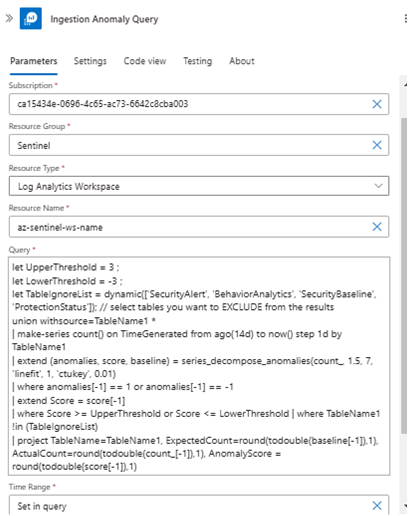 Ingestion Anomaly Query
Parameters Settings Code view Testing About
Subscription *
ca15434e-0696-4c65-ac73-6642c8cba003
Resource Group *
Sentinel
Resource Type *
Log Analytics Workspace
Resource Name *
az-sentinel-ws-name
Query *
let UpperThreshold = 3 ;
let LowerThreshold = -3 ;
let TableIgnoreList = dynamic(['SecurityAlert', 'BehaviorAnalytics', 'SecurityBaseline',
'ProtectionStatus']); // select tables you want to EXCLUDE from the results
union withsource=TableName1 *
| make-series count() on TimeGenerated from ago(14d) to now() step 1d by
TableName1
| extend (anomalies, score, baseline) = series_decompose_anomalies(count_, 1.5, 7,
'linefit', 1, 'ctukey', 0.01)
| where anomalies[-1] == 1 or anomalies[-1] == -1
| extend Score = score[-1]
| where Score >= UpperThreshold or Score <= LowerThreshold | where TableName1
!in (TableIgnoreList)
| project TableName=TableName1, ExpectedCount=round(todouble(baseline[-1]),1),
ActualCount=round(todouble(count_[-1]),1), AnomalyScore =
round(todouble(score[-1]),1)
Time Range *
Set in query